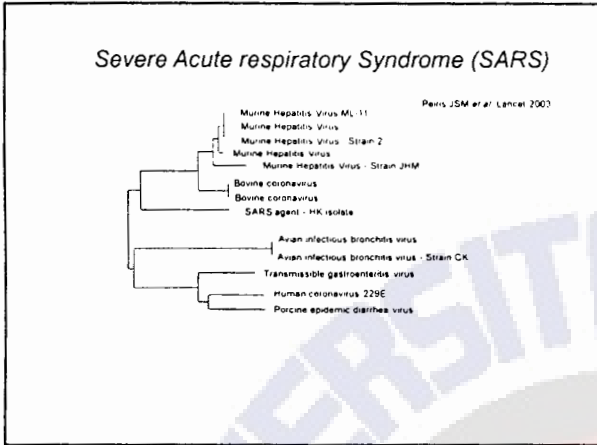 Severe Acute respiratory Syndrome (SARS)
Peiris JSM et al. Lancet 2003
Murine Hepatitis Virus ML-11
Murine Hepatitis Virus
Murine Hepatitis Virus - Strain 2
Murine Hepatitis Virus
Murine Hepatitis Virus - Strain JHM
Bovine coronavirus
Bovine coronavirus
SARS agent - HK isolate
Avian infectious bronchitis virus
Avian infectious bronchitis virus - Strain CK
Transmissible gastroenteritis virus
Human coronavirus 229E
Porcine epidemic diarrhea virus